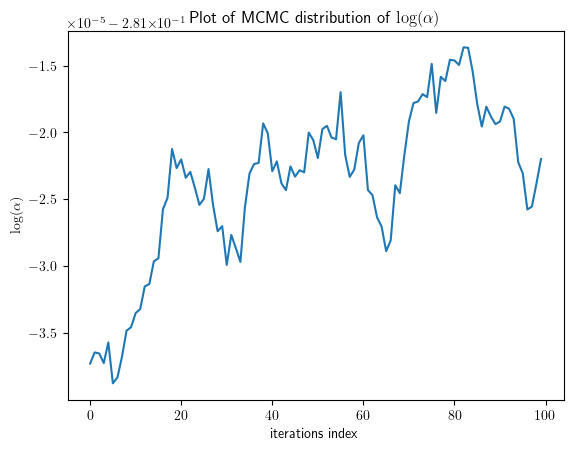 ×10⁻⁵ − 2.81×10⁻¹ Plot of MCMC distribution of log(α)
−1.5
−2.0
−2.5
−3.0
−3.5
log(α)
0 20 40 60 80 100
iterations index